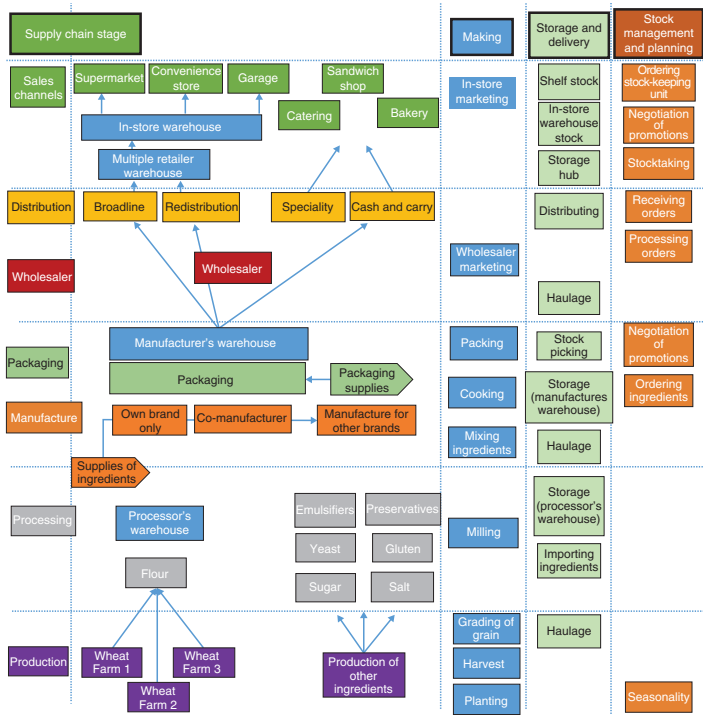 Supply chain stage
Making
Storage and
delivery
Stock
management
and planning
Sales
channels
Supermarket
Convenience
store
Garage
Sandwich
shop
Catering
Bakery
In-store warehouse
Multiple retailer
warehouse
In-store
marketing
Shelf stock
In-store
warehouse
stock
Storage
hub
Ordering
stock-keeping
unit
Negotiation
of
promotions
Stocktaking
Distribution
Broadline
Redistribution
Speciality
Cash and carry
Distributing
Receiving
orders
Processing
orders
Wholesaler
Wholesaler
Wholesaler
marketing
Haulage
Manufacturer's warehouse
Packing
Stock
picking
Negotiation
of
promotions
Packaging
Packaging
Packaging
supplies
Cooking
Storage
(manufactures
warehouse)
Ordering
ingredients
Manufacture
Own brand
only
Co-manufacturer
Manufacture for
other brands
Mixing
ingredients
Haulage
Supplies of
ingredients
Processing
Processor's
warehouse
Emulsifiers
Preservatives
Yeast
Gluten
Sugar
Salt
Flour
Milling
Storage
(processor's
warehouse)
Importing
ingredients
Production
Wheat
Farm 1
Wheat
Farm 2
Wheat
Farm 3
Production of
other
ingredients
Grading of
grain
Harvest
Planting
Haulage
Seasonality